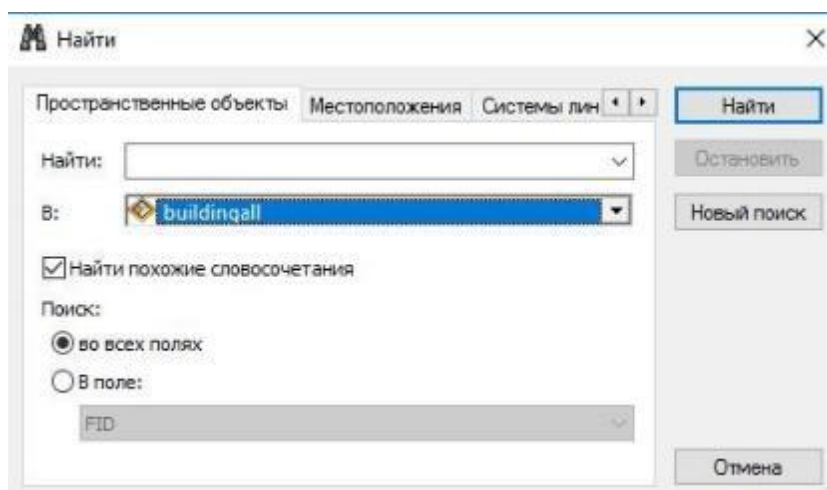 Найти
Пространственные объекты Местоположения Системы лин
Найти
Найти:
Остановить
В: buildingall
Новый поиск
Найти похожие словосочетания
Поиск:
во всех полях
В поле:
FID
Отмена